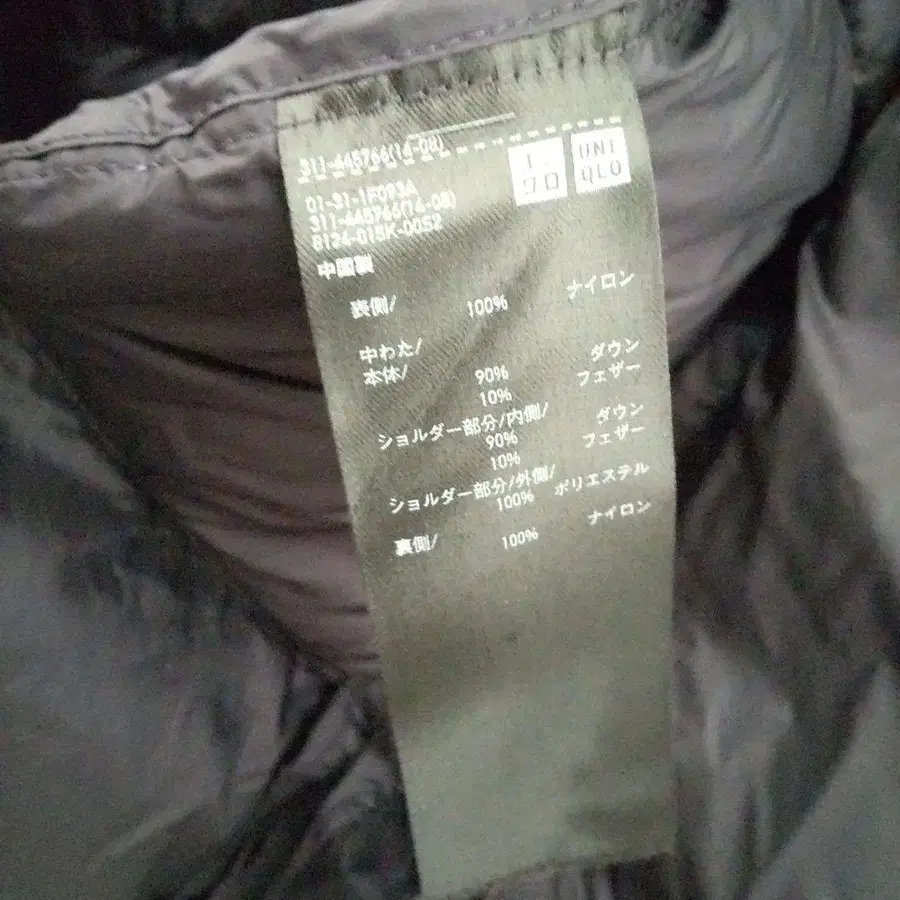 311-445766(14-08)
UNI
QLO
クロ
01-31-1F093A
311-445766(14-08)
B124-015K-00S2
中国製
表側/ 100% ナイロン
中わた/
本体/ 90% ダウン
10% フェザー
ショルダー部分/内側/
90% ダウン
10% フェザー
ショルダー部分/外側/
100% ポリエステル
裏側/ 100% ナイロン